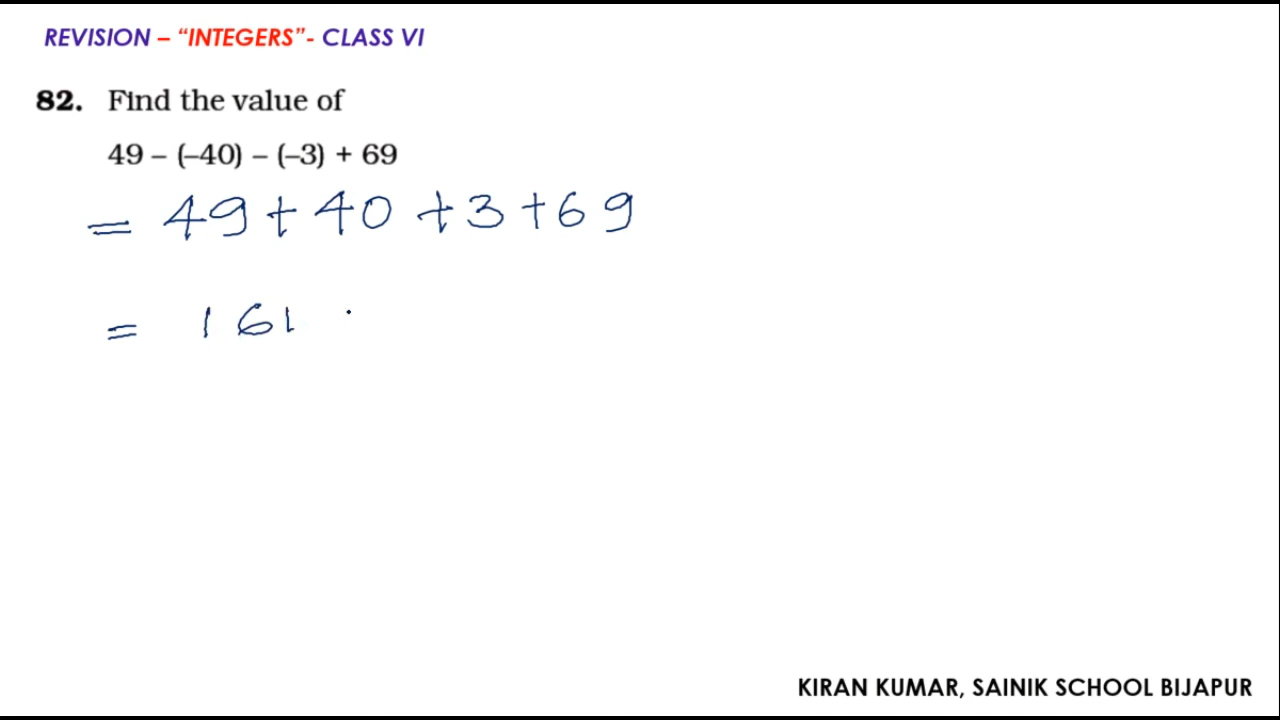 REVISION – “INTEGERS”- CLASS VI
82. Find the value of
49 – (–40) – (–3) + 69
= 49 + 40 + 3 + 69
= 161 .
KIRAN KUMAR, SAINIK SCHOOL BIJAPUR